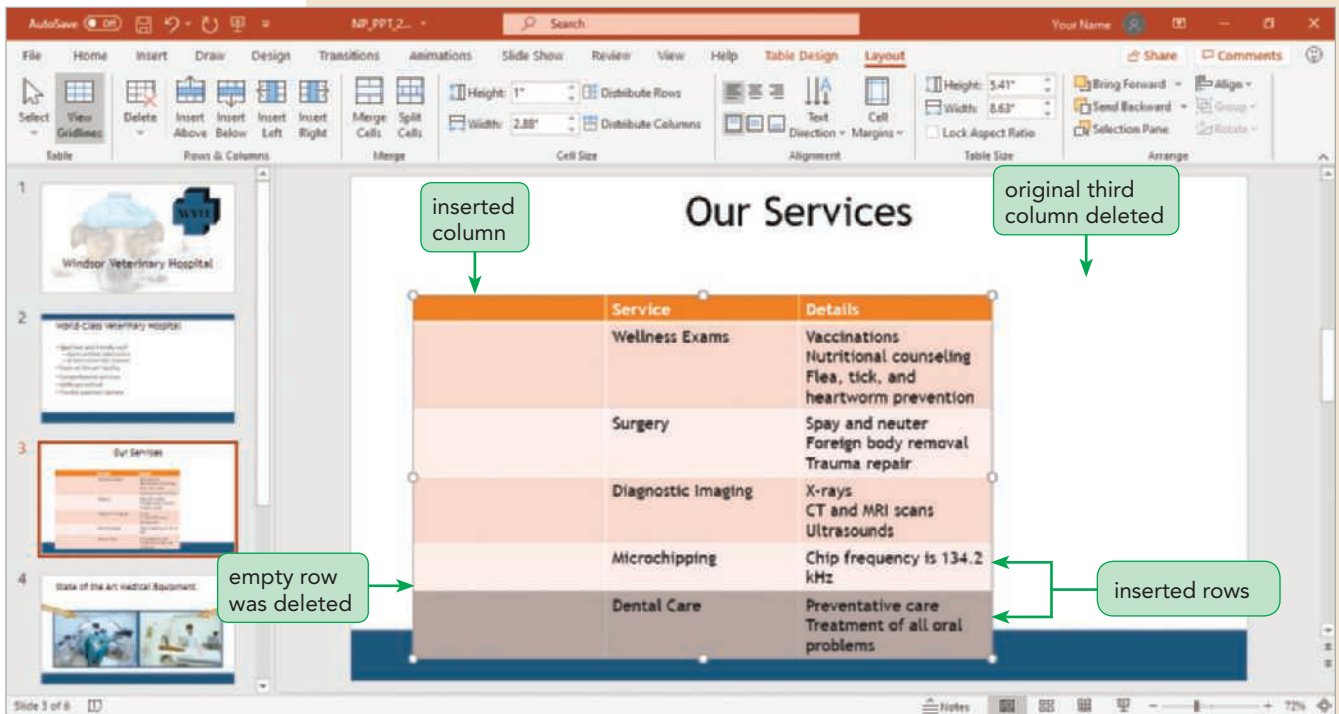 AutoSave Off NP_PPT_2... Search Your Name
File Home Insert Draw Design Transitions Animations Slide Show Review View Help Table Design Layout Share Comments
Select View Gridlines Delete Insert Above Insert Below Insert Left Insert Right Merge Cells Split Cells
Height: 1" Distribute Rows
Width: 2.88" Distribute Columns
Text Direction Cell Margins
Height: 5.41"
Width: 8.63"
Lock Aspect Ratio
Bring Forward Align
Send Backward Group
Selection Pane Rotate
Table Rows & Columns Merge Cell Size Alignment Table Size Arrange
1
WVH
Windsor Veterinary Hospital
2
World-Class Veterinary Hospital
3
Our Services
4
State of the Art Medical Equipment
inserted
column
Our Services
original third
column deleted
Service Details
Wellness Exams Vaccinations
Nutritional counseling
Flea, tick, and
heartworm prevention
Surgery Spay and neuter
Foreign body removal
Trauma repair
Diagnostic Imaging X-rays
CT and MRI scans
Ultrasounds
Microchipping Chip frequency is 134.2
kHz
Dental Care Preventative care
Treatment of all oral
problems
empty row
was deleted
inserted rows
Slide 3 of 6 Notes 72%